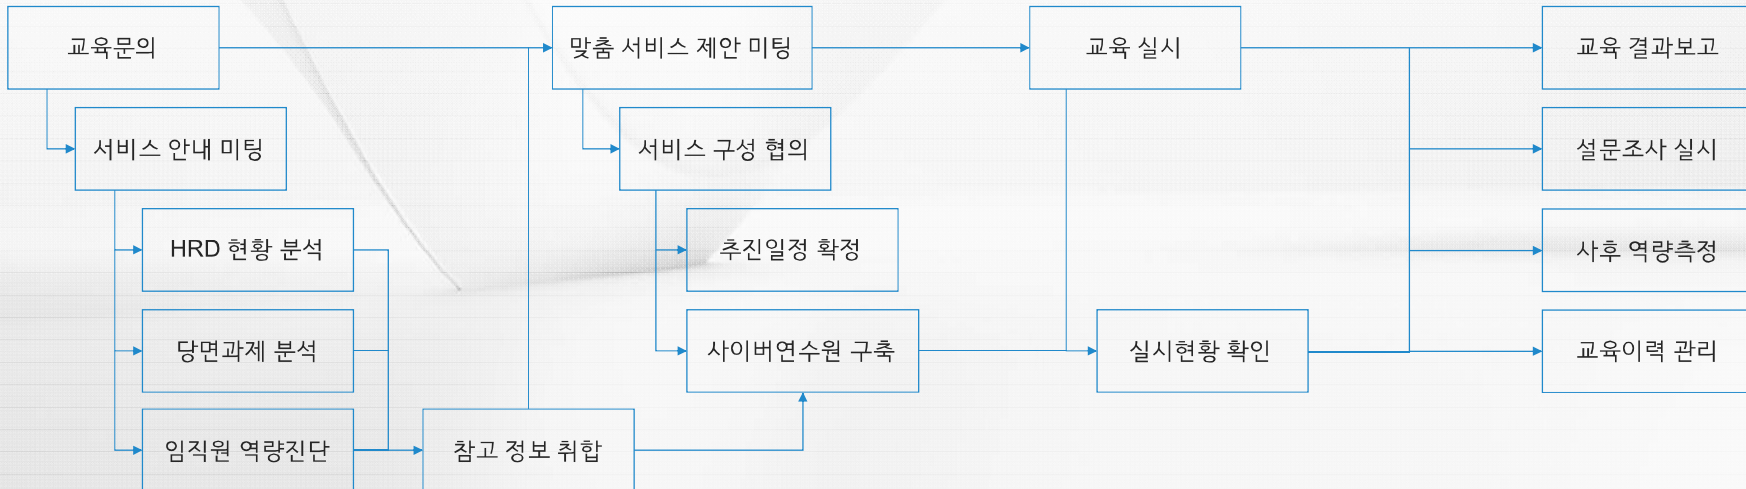 교육문의
맞춤 서비스 제안 미팅
교육 실시
교육 결과보고
서비스 안내 미팅
서비스 구성 협의
설문조사 실시
HRD 현황 분석
추진일정 확정
사후 역량측정
당면과제 분석
사이버연수원 구축
실시현황 확인
교육이력 관리
임직원 역량진단
참고 정보 취합